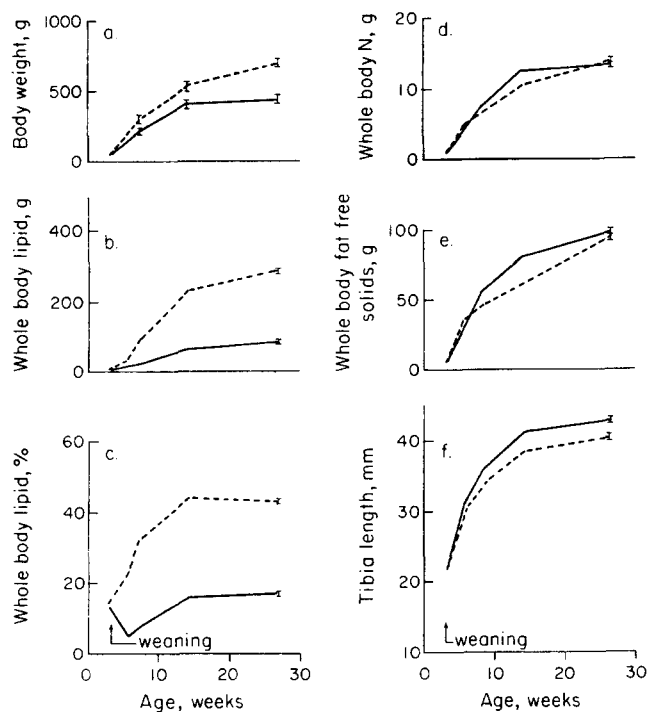 a.
Body weight, g
1000
500
0
b.
Whole body lipid, g
400
200
0
c.
Whole body lipid, %
60
40
20
0
weaning
0 10 20 30
Age, weeks
d.
Whole body N, g
20
10
0
e.
Whole body fat free
solids, g
100
50
0
f.
Tibia length, mm
40
30
20
10
weaning
0 10 20 30
Age, weeks